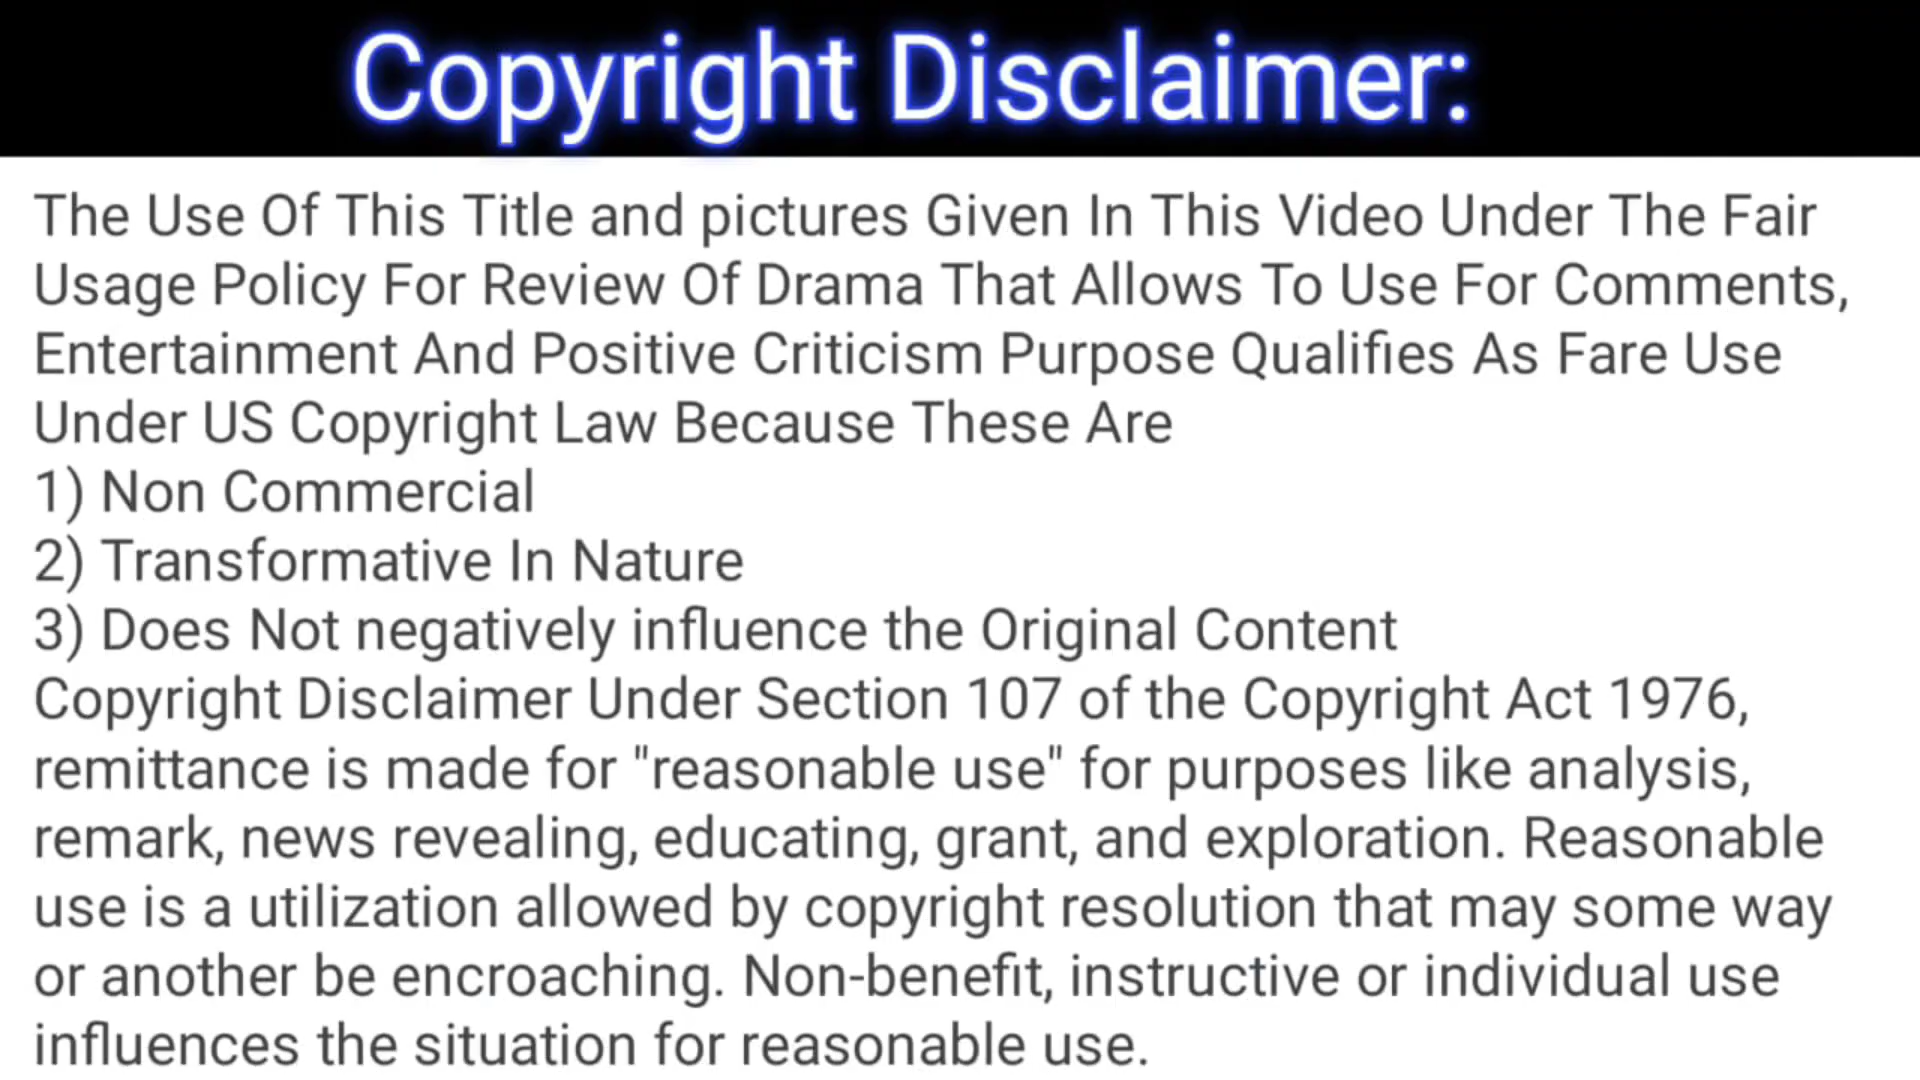 Copyright Disclaimer:
The Use Of This Title and pictures Given In This Video Under The Fair
Usage Policy For Review Of Drama That Allows To Use For Comments,
Entertainment And Positive Criticism Purpose Qualifies As Fare Use
Under US Copyright Law Because These Are
1) Non Commercial
2) Transformative In Nature
3) Does Not negatively influence the Original Content
Copyright Disclaimer Under Section 107 of the Copyright Act 1976,
remittance is made for "reasonable use" for purposes like analysis,
remark, news revealing, educating, grant, and exploration. Reasonable
use is a utilization allowed by copyright resolution that may some way
or another be encroaching. Non-benefit, instructive or individual use
influences the situation for reasonable use.